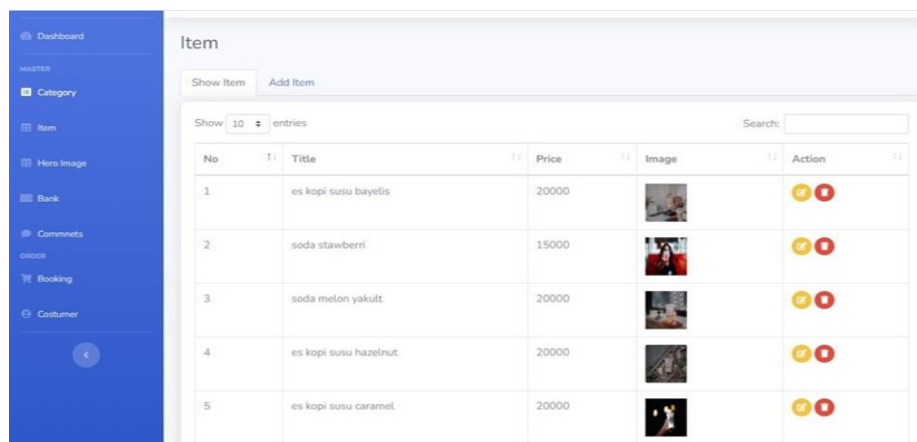 Dashboard
MASTER
Category
Item
Hero Image
Bank
Commnets
ORDER
Booking
Costumer
Item
Show Item Add Item
Show 10 entries Search:
No Title Price Image Action
1 es kopi susu bayelis 20000
2 soda stawberri 15000
3 soda melon yakult 20000
4 es kopi susu hazelnut 20000
5 es kopi susu caramel 20000